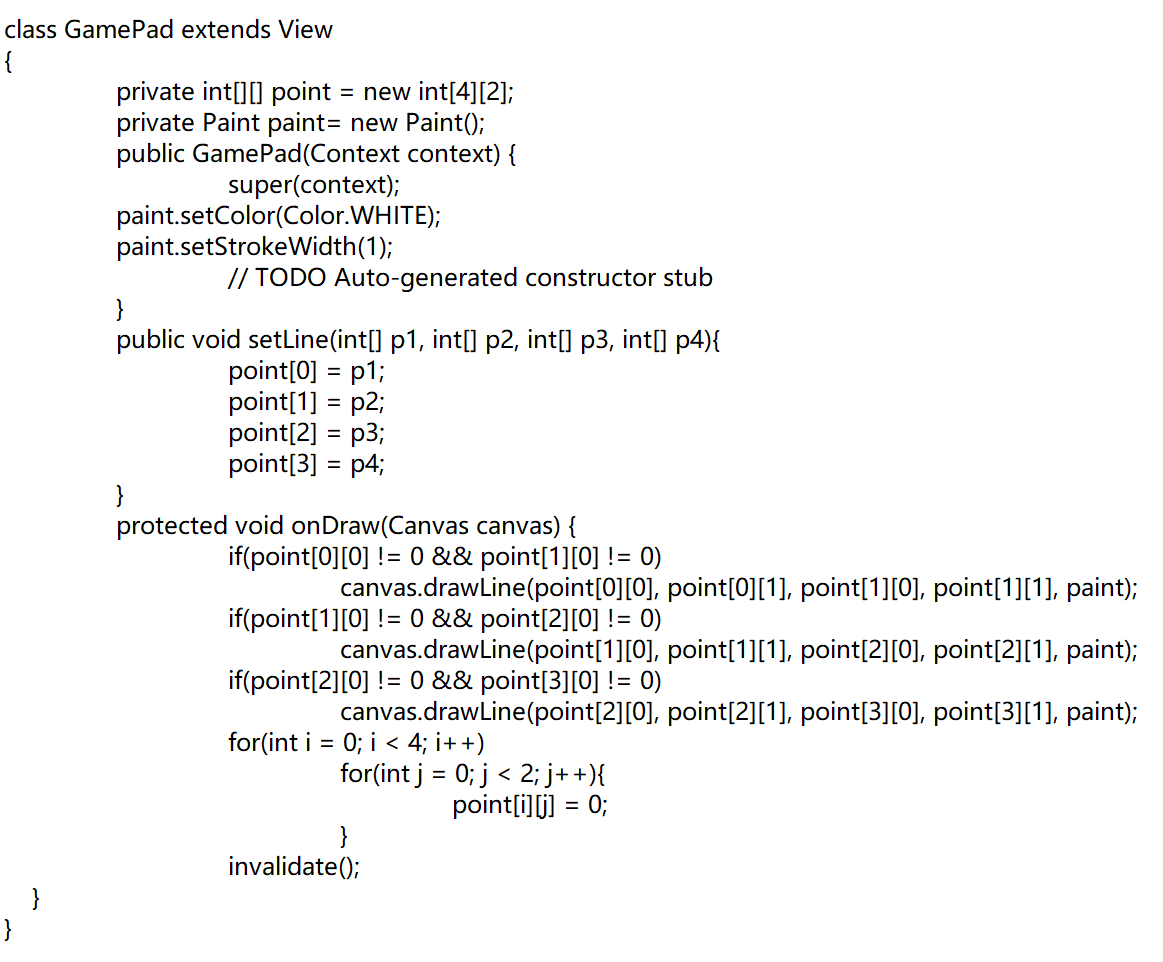 class GamePad extends View
{
private int[][] point = new int[4][2];
private Paint paint= new Paint();
public GamePad(Context context) {
super(context);
paint.setColor(Color.WHITE);
paint.setStrokeWidth(1);
// TODO Auto-generated constructor stub
}
public void setLine(int[] p1, int[] p2, int[] p3, int[] p4){
point[0] = p1;
point[1] = p2;
point[2] = p3;
point[3] = p4;
}
protected void onDraw(Canvas canvas) {
if(point[0][0] != 0 && point[1][0] != 0)
canvas.drawLine(point[0][0], point[0][1], point[1][0], point[1][1], paint);
if(point[1][0] != 0 && point[2][0] != 0)
canvas.drawLine(point[1][0], point[1][1], point[2][0], point[2][1], paint);
if(point[2][0] != 0 && point[3][0] != 0)
canvas.drawLine(point[2][0], point[2][1], point[3][0], point[3][1], paint);
for(int i = 0; i < 4; i++)
for(int j = 0; j < 2; j++){
point[i][j] = 0;
}
invalidate();
}
}